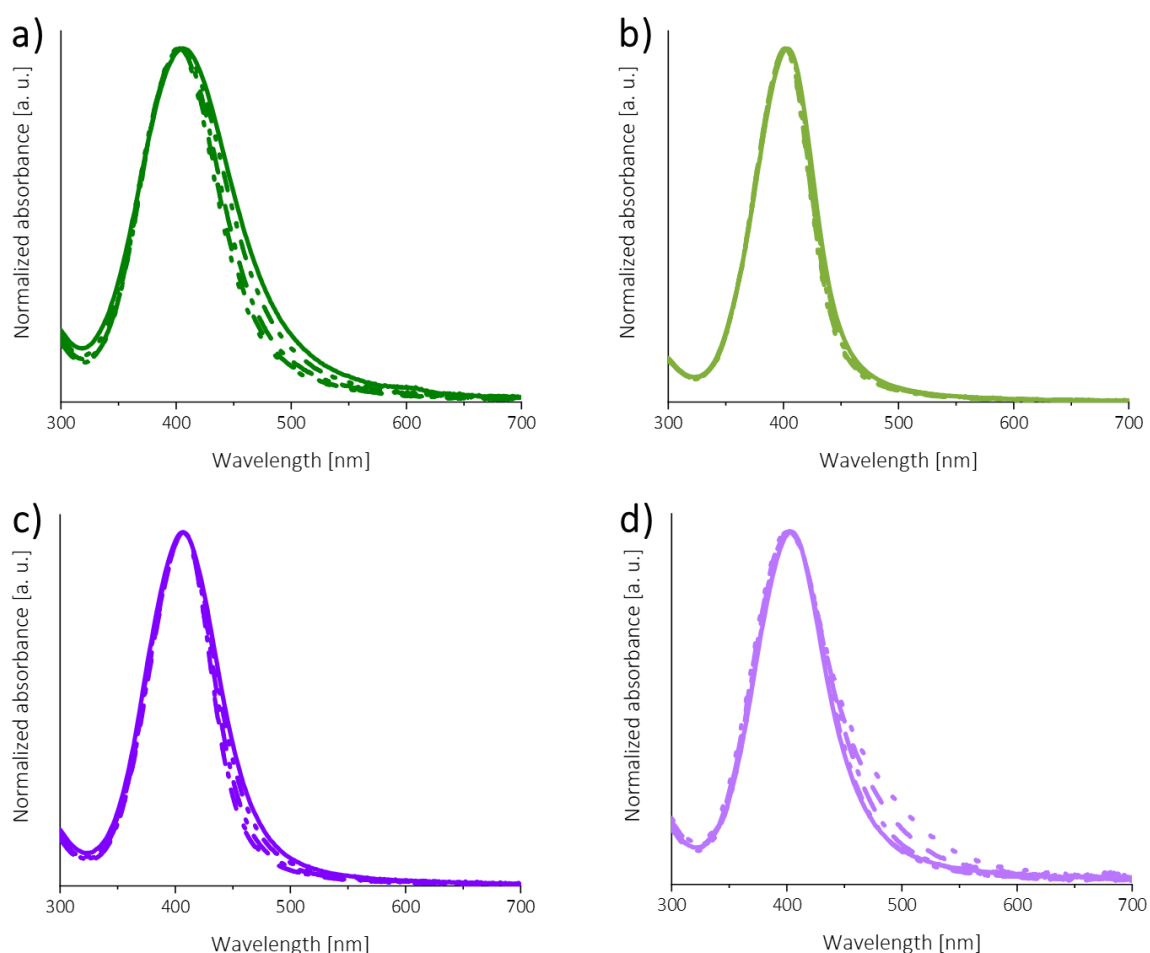 a)
Normalized absorbance [a. u.]
300 400 500 600 700
Wavelength [nm]
b)
Normalized absorbance [a. u.]
300 400 500 600 700
Wavelength [nm]
c)
Normalized absorbance [a. u.]
300 400 500 600 700
Wavelength [nm]
d)
Normalized absorbance [a. u.]
300 400 500 600 700
Wavelength [nm]